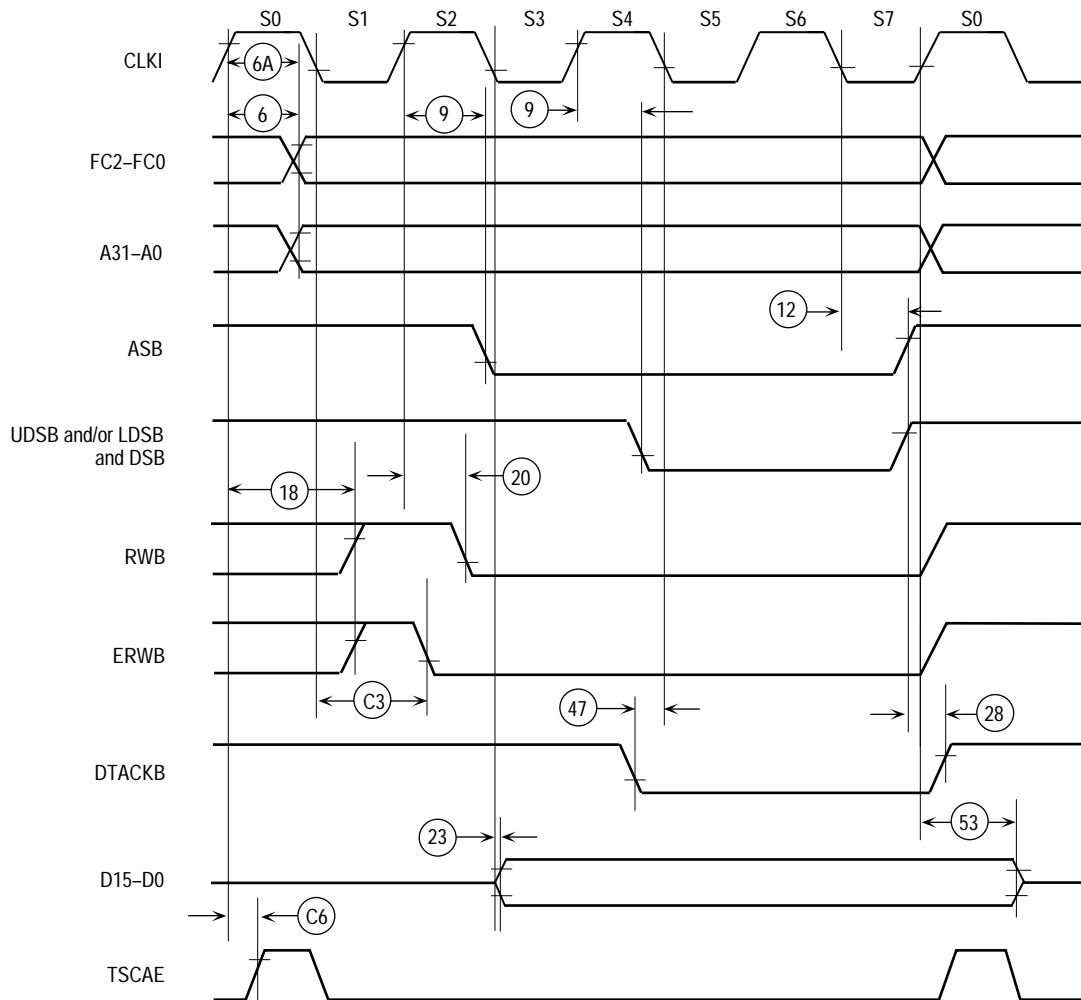 S0 S1 S2 S3 S4 S5 S6 S7 S0
CLKI
6A
6
9
9
FC2–FC0
A31–A0
12
ASB
UDSB and/or LDSB
and DSB
18
20
RWB
ERWB
C3
47
28
DTACKB
23
53
D15–D0
C6
TSCAE